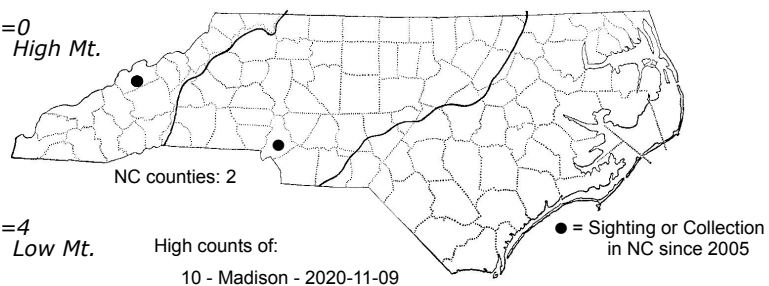 =0
High Mt.
NC counties: 2
=4
Low Mt.
High counts of:
10 - Madison - 2020-11-09
● = Sighting or Collection
in NC since 2005